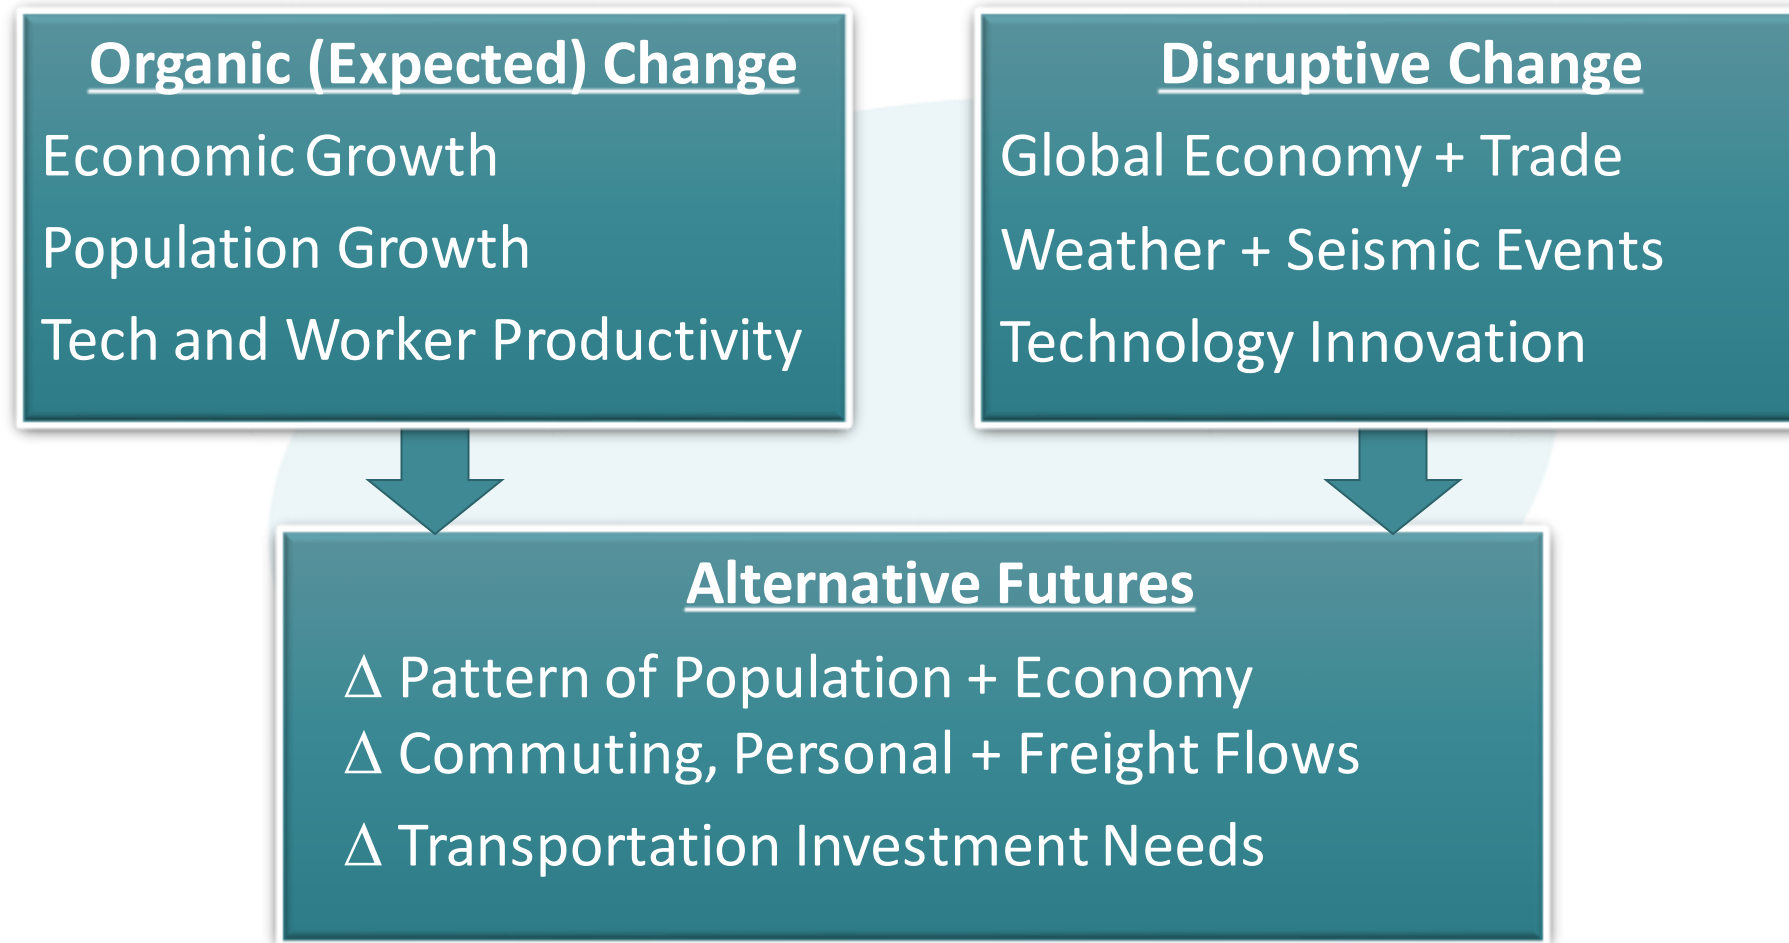 Organic (Expected) Change
Economic Growth
Population Growth
Tech and Worker Productivity
Disruptive Change
Global Economy + Trade
Weather + Seismic Events
Technology Innovation
Alternative Futures
Δ Pattern of Population + Economy
Δ Commuting, Personal + Freight Flows
Δ Transportation Investment Needs